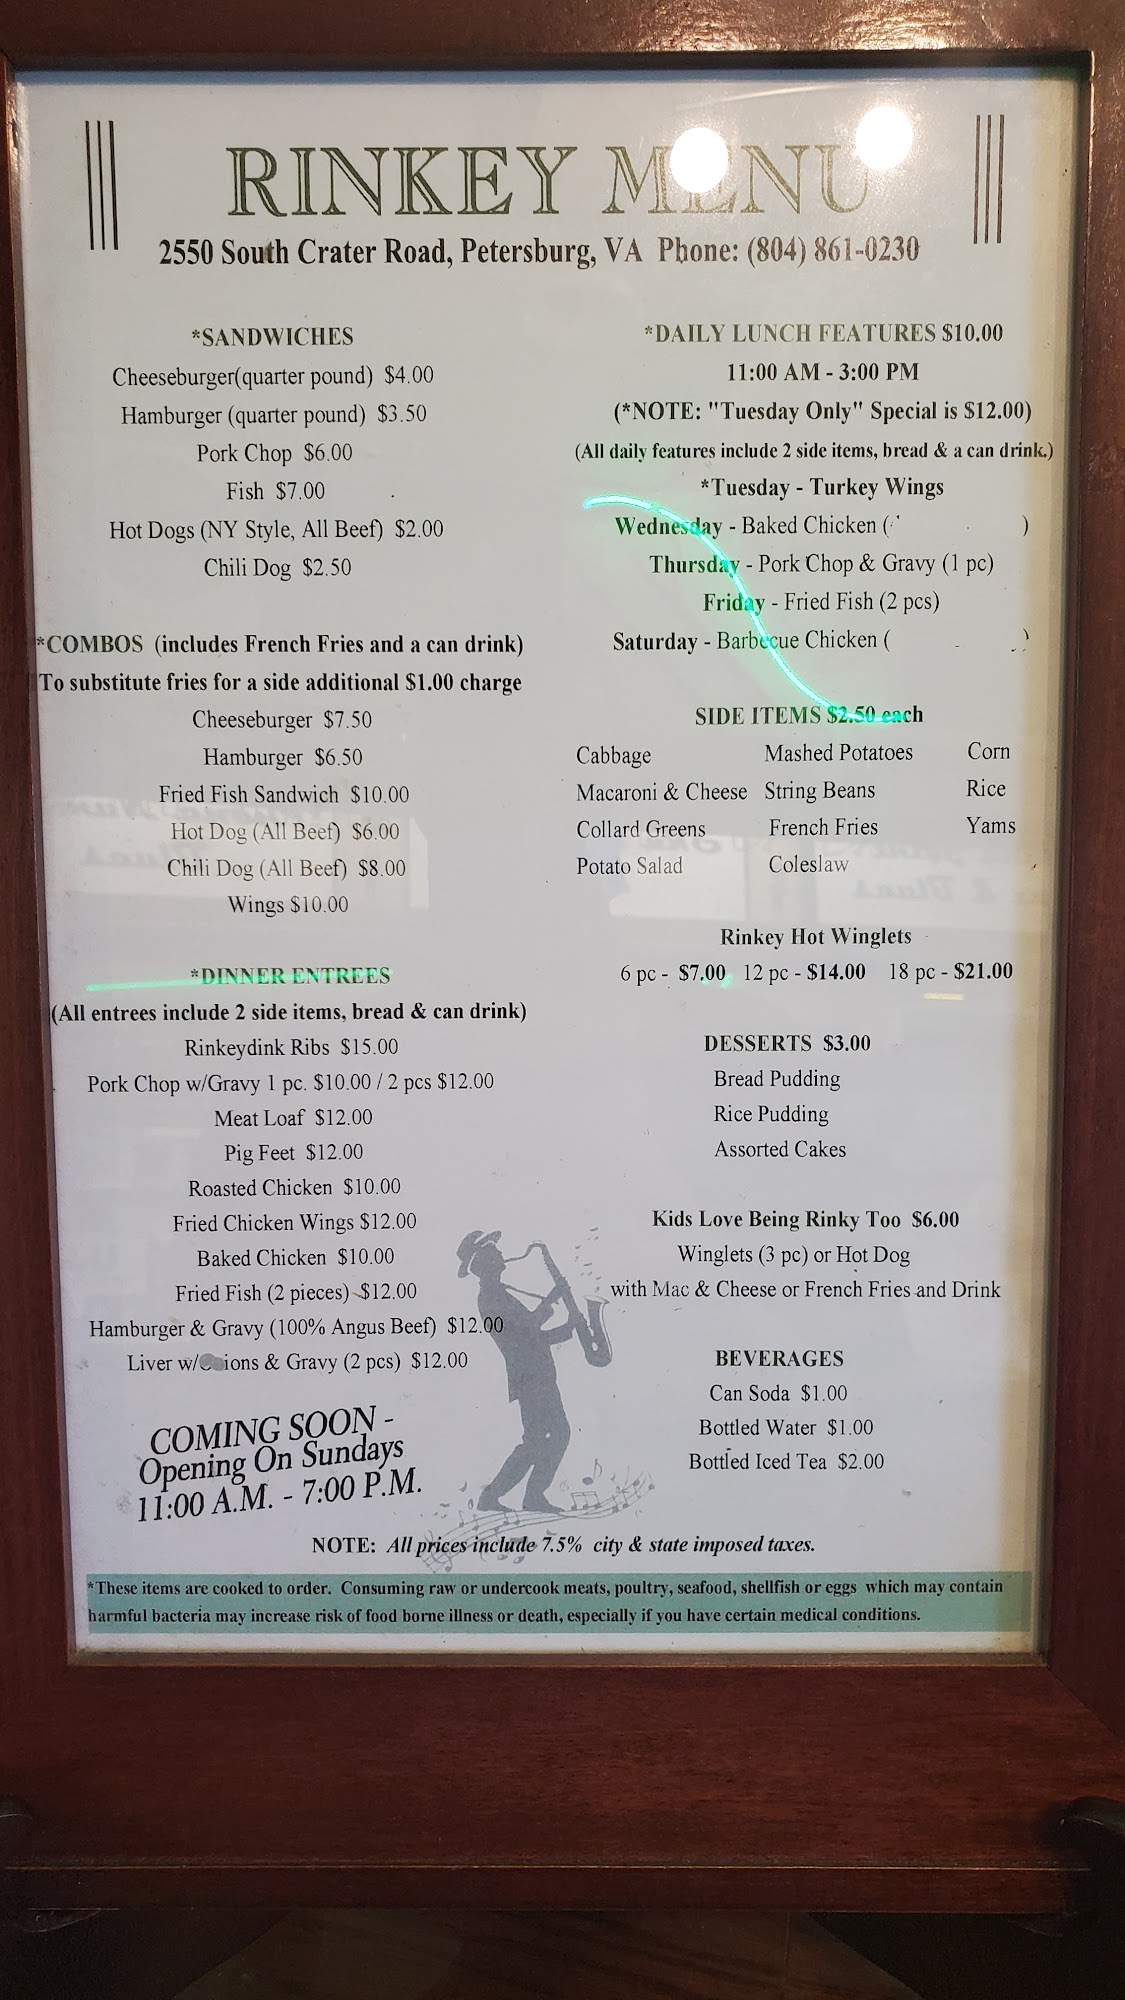 RINKEY MENU
2550 South Crater Road, Petersburg, VA Phone: (804) 861-0230
*SANDWICHES
Cheeseburger(quarter pound) $4.00
Hamburger (quarter pound) $3.50
Pork Chop $6.00
Fish $7.00
Hot Dogs (NY Style, All Beef) $2.00
Chili Dog $2.50
*COMBOS (includes French Fries and a can drink)
To substitute fries for a side additional $1.00 charge
Cheeseburger $7.50
Hamburger $6.50
Fried Fish Sandwich $10.00
Hot Dog (All Beef) $6.00
Chili Dog (All Beef) $8.00
Wings $10.00
*DINNER ENTREES
(All entrees include 2 side items, bread & can drink)
Rinkeydink Ribs $15.00
Pork Chop w/Gravy 1 pc. $10.00 / 2 pcs $12.00
Meat Loaf $12.00
Pig Feet $12.00
Roasted Chicken $10.00
Fried Chicken Wings $12.00
Baked Chicken $10.00
Fried Fish (2 pieces) $12.00
Hamburger & Gravy (100% Angus Beef) $12.00
Liver & Gravy (2 pcs) $12.00
COMING SOON -
Opening On Sundays
11:00 A.M. - 7:00 P.M.
*DAILY LUNCH FEATURES $10.00
11:00 AM - 3:00 PM
(*NOTE: "Tuesday Only" Special is $12.00)
(All daily features include 2 side items, bread & a can drink.)
*Tuesday - Turkey Wings
Wednesday - Baked Chicken ( )
Thursday - Pork Chop & Gravy (1 pc)
Friday - Fried Fish (2 pcs)
Saturday - Barbecue Chicken ( )
SIDE ITEMS $2.50 each
Cabbage Mashed Potatoes Corn
Macaroni & Cheese String Beans Rice
Collard Greens French Fries Yams
Potato Salad Coleslaw
Rinkey Hot Winglets
6 pc - $7.00 12 pc - $14.00 18 pc - $21.00
DESSERTS $3.00
Bread Pudding
Rice Pudding
Assorted Cakes
Kids Love Being Rinky Too $6.00
Winglets (3 pc) or Hot Dog
with Mac & Cheese or French Fries and Drink
BEVERAGES
Can Soda $1.00
Bottled Water $1.00
Bottled Iced Tea $2.00
NOTE: All prices include 7.5% city & state imposed taxes.
*These items are cooked to order. Consuming raw or undercook meats, poultry, seafood, shellfish or eggs which may contain
harmful bacteria may increase risk of food borne illness or death, especially if you have certain medical conditions.